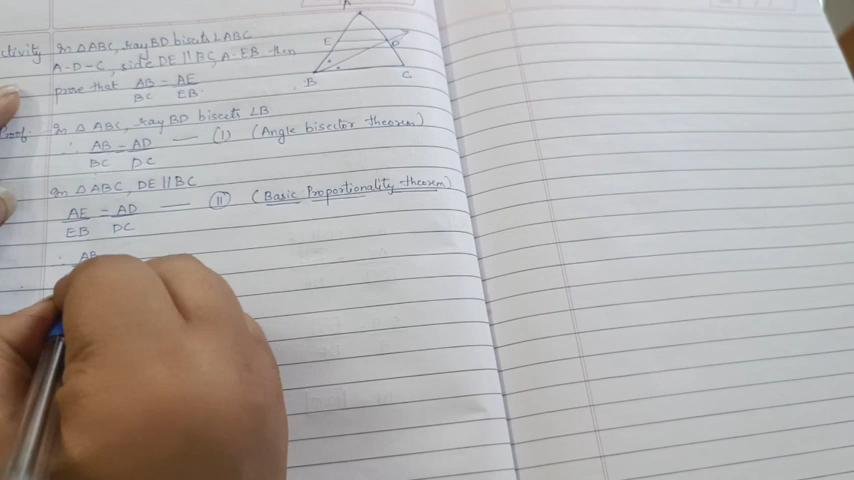 ctivity In △ABC, ray BD bisects ∠ABC
A-D-C, side DE || BC, A-E-B then
prove that AB/BC = AE/EB.
Proof: In △ABC, ray BD bisects ∠B
∴ AB/BC = AD/DC — (I) (Angle bisector theorem)
In △ABC, DE || BC
AE/EB = AD/DC — (II) (Basic Proportionality theorem)
∴ AB
A
E
D
B
C